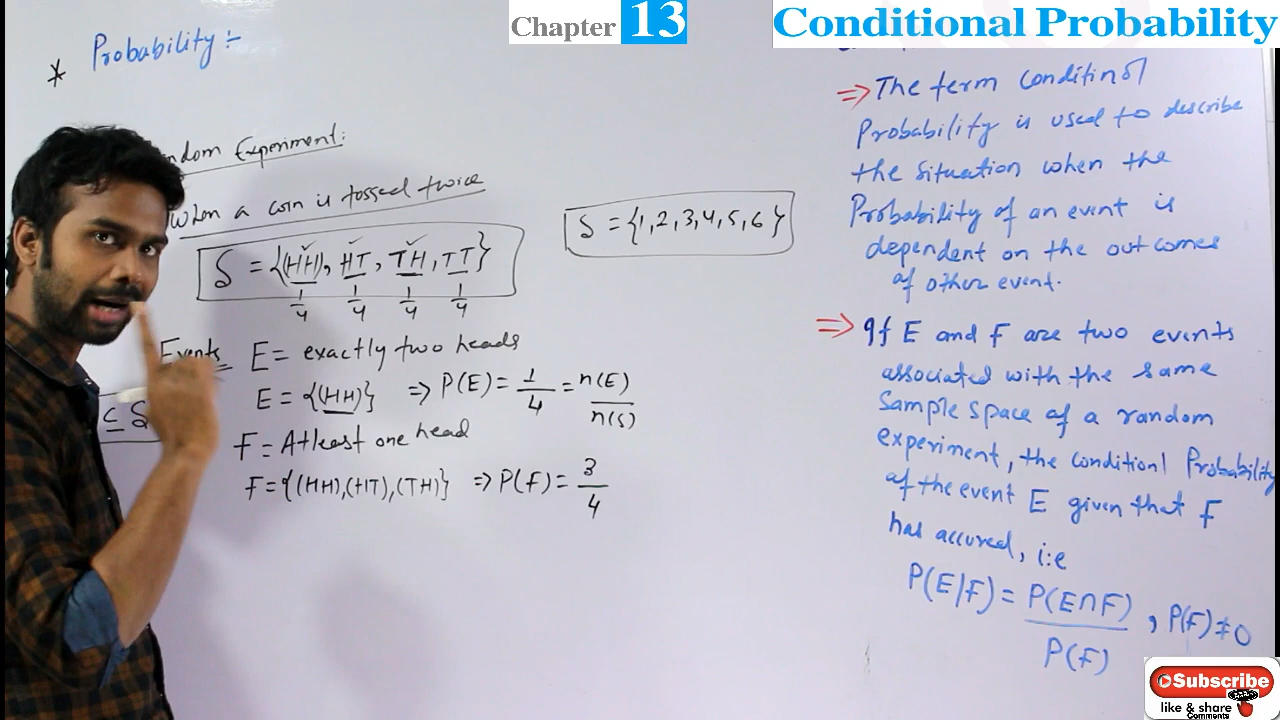 Chapter 13
Conditional Probability
* Probability :-
ndom Experiment:
When a coin is tossed twice
S = {(HH), HT, TH, TT}
1/4 1/4 1/4 1/4
S = {1,2,3,4,5,6}
Events E = exactly two heads
E = {(HH)} => P(E) = 1/4 = n(E)/n(S)
⊆ S
F = Atleast one head
F = {(HH),(HT),(TH)} => P(F) = 3/4
=> The term conditinal
Probability is used to describe
the situation when the
Probability of an event is
dependent on the outcomes
of other event.
=> If E and F are two events
associated with the same
Sample space of a random
experiment, the conditionl Probability
of the event E given that F
has accured, i:e
P(E/F) = P(E∩F)/P(F) , P(F) ≠ 0
Subscribe
like & share
Comments